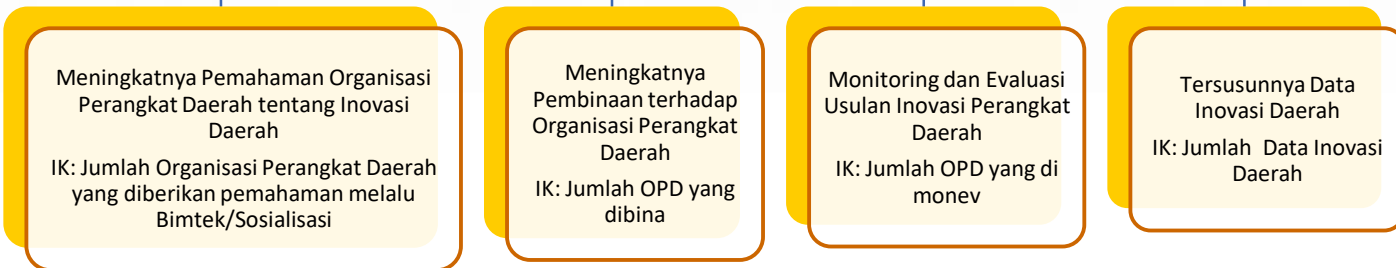 Meningkatnya Pemahaman Organisasi
Perangkat Daerah tentang Inovasi
Daerah
IK: Jumlah Organisasi Perangkat Daerah
yang diberikan pemahaman melalu
Bimtek/Sosialisasi
Meningkatnya
Pembinaan terhadap
Organisasi Perangkat
Daerah
IK: Jumlah OPD yang
dibina
Monitoring dan Evaluasi
Usulan Inovasi Perangkat
Daerah
IK: Jumlah OPD yang di
monev
Tersusunnya Data
Inovasi Daerah
IK: Jumlah Data Inovasi
Daerah